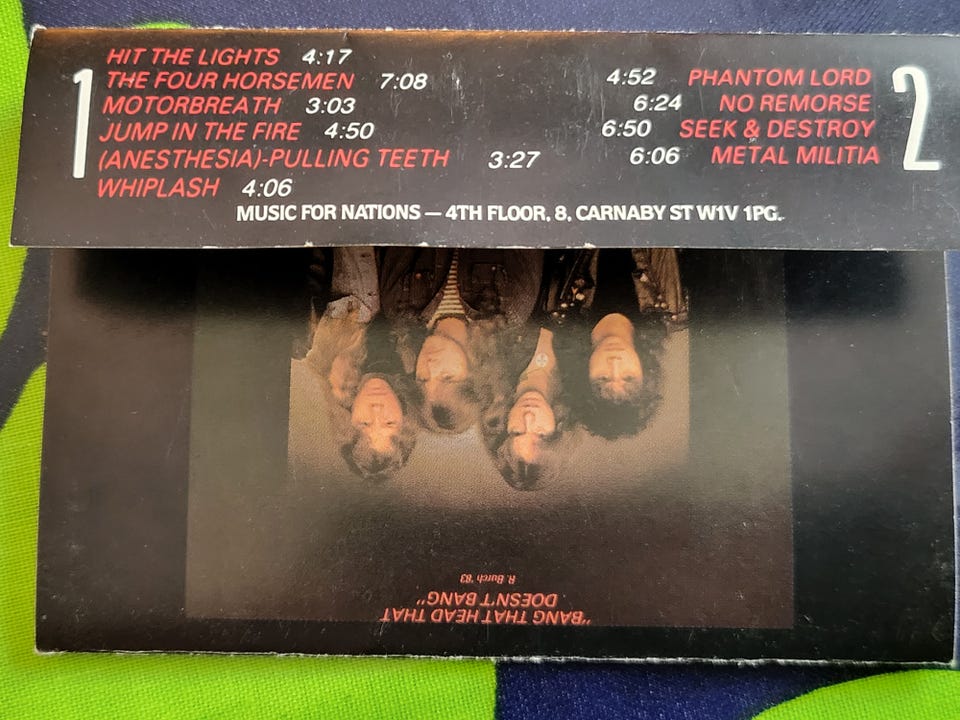 1
HIT THE LIGHTS 4:17
THE FOUR HORSEMEN 7:08
MOTORBREATH 3:03
JUMP IN THE FIRE 4:50
(ANESTHESIA)-PULLING TEETH 3:27
WHIPLASH 4:06
2
4:52 PHANTOM LORD
6:24 NO REMORSE
6:50 SEEK & DESTROY
6:06 METAL MILITIA
MUSIC FOR NATIONS — 4TH FLOOR, 8, CARNABY ST W1V 1PG.
"BANG THAT HEAD THAT
DOESN'T BANG"
R. Burch '83